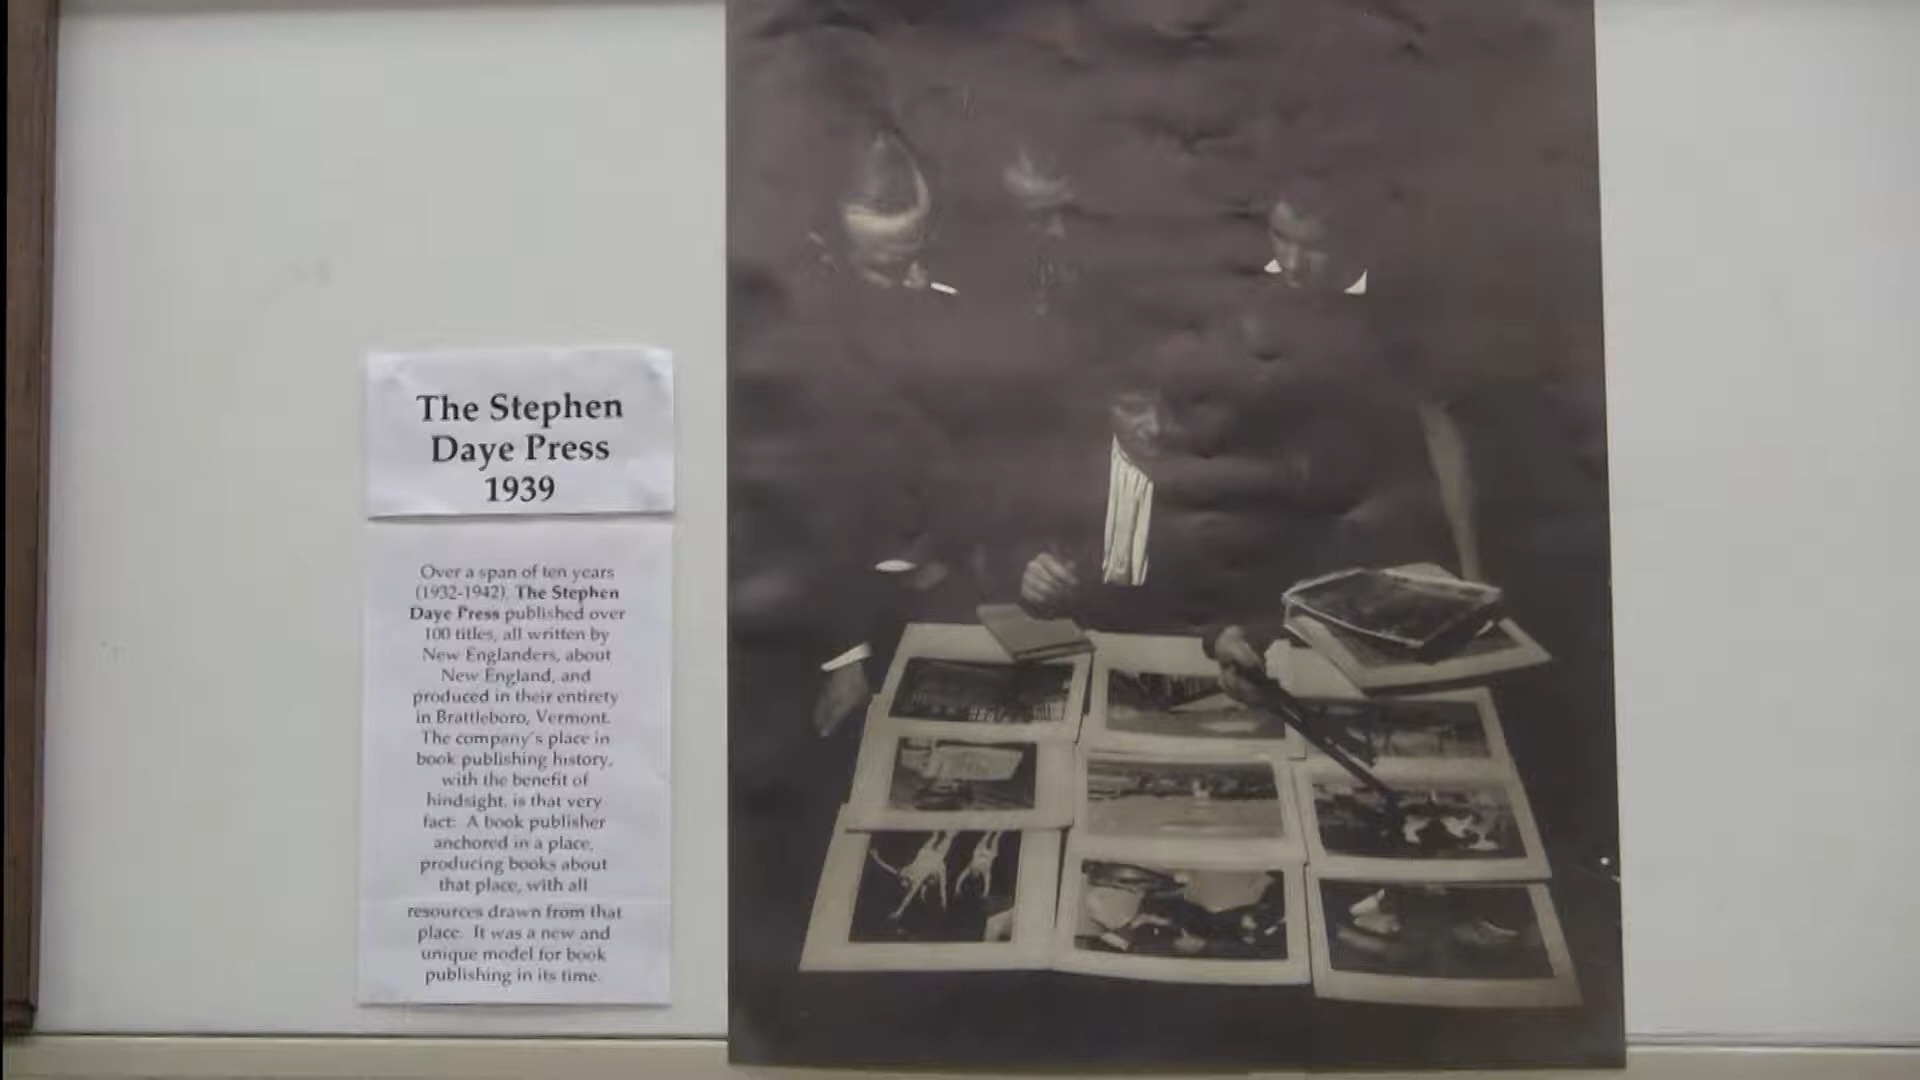 The Stephen
Daye Press
1939
Over a span of ten years
(1932-1942), The Stephen
Daye Press published over
100 titles, all written by
New Englanders, about
New England, and
produced in their entirety
in Brattleboro, Vermont.
The company's place in
book publishing history,
with the benefit of
hindsight, is that very
fact: A book publisher
anchored in a place,
producing books about
that place, with all
resources drawn from that
place. It was a new and
unique model for book
publishing in its time.